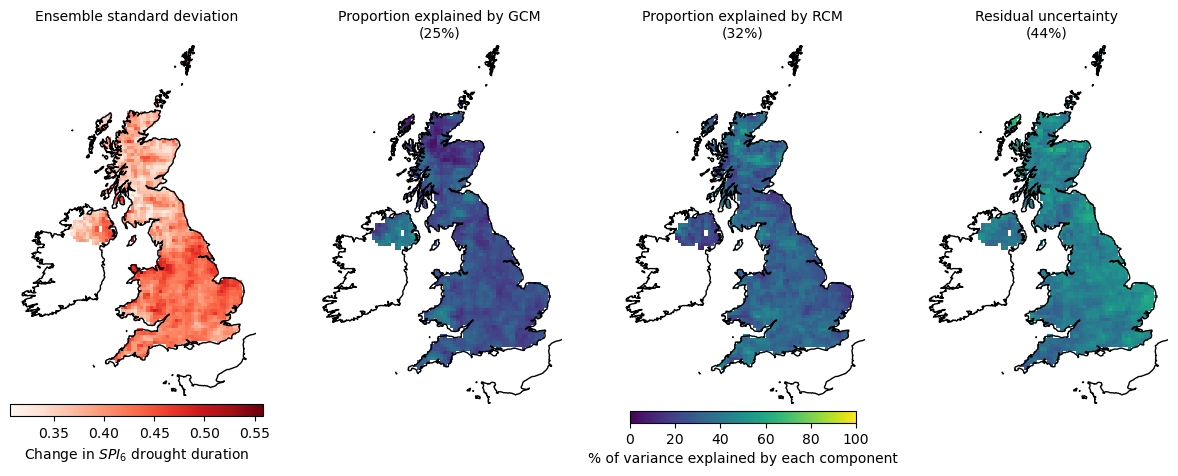 Ensemble standard deviation
Proportion explained by GCM
(25%)
Proportion explained by RCM
(32%)
Residual uncertainty
(44%)
0.35 0.40 0.45 0.50 0.55
Change in SPI₆ drought duration
0 20 40 60 80 100
% of variance explained by each component